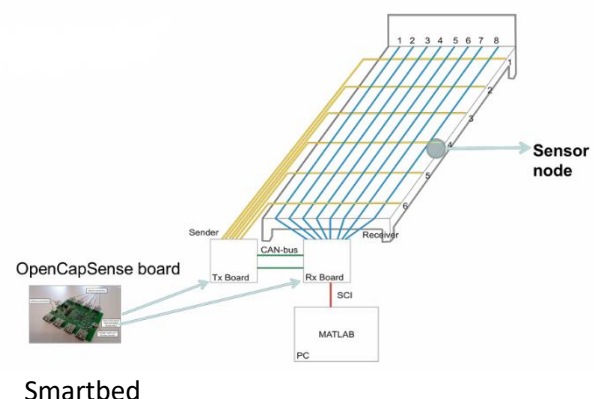 1 2 3 4 5 6 7 8
1
2
3
4
5
6
Sensor
node
Sender
Receiver
CAN-bus
OpenCapSense board
Tx Board
Rx Board
SCI
MATLAB
PC
Smartbed